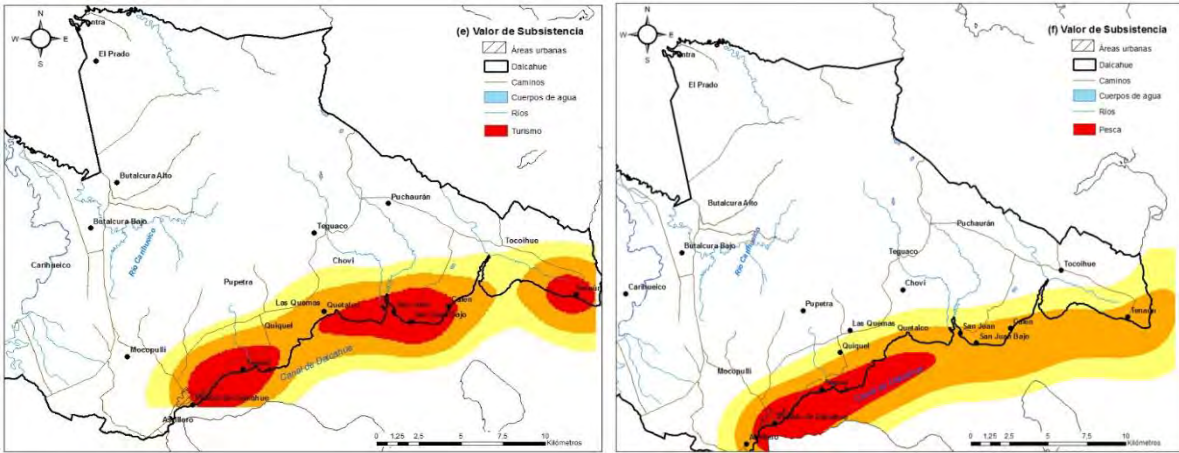 (e) Valor de Subsistencia
Áreas urbanas
Dalcahue
Caminos
Cuerpos de agua
Ríos
Turismo
N
W E
S
El Prado
Butalcura Alto
Butalcura Bajo
Río Carihueico
Carihueico
Puchaurán
Teguaco
Tocoihue
Chovi
Pupetra
Las Quemas
Quetalco
Calen
Quiquel
Mocopulli
Canal de Dalcahue
Astillero
0 1,25 2,5 5 7,5 10
Kilómetros
(f) Valor de Subsistencia
Áreas urbanas
Dalcahue
Caminos
Cuerpos de agua
Ríos
Pesca
N
W E
S
El Prado
Butalcura Alto
Butalcura Bajo
Río Carihueico
Carihueico
Puchaurán
Teguaco
Tocoihue
Chovi
Pupetra
Las Quemas
Quetalco
San Juan
Calen
San Juan Bajo
Tenaún
Quiquel
Mocopulli
0 1,25 2,5 5 7,5 10
Kilómetros